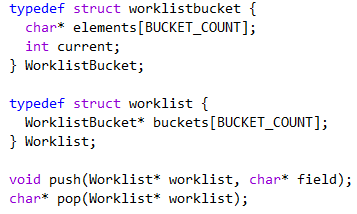 typedef struct worklistbucket {
  char* elements[BUCKET_COUNT];
  int current;
} WorklistBucket;

typedef struct worklist {
  WorklistBucket* buckets[BUCKET_COUNT];
} Worklist;

void push(Worklist* worklist, char* field);
char* pop(Worklist* worklist);